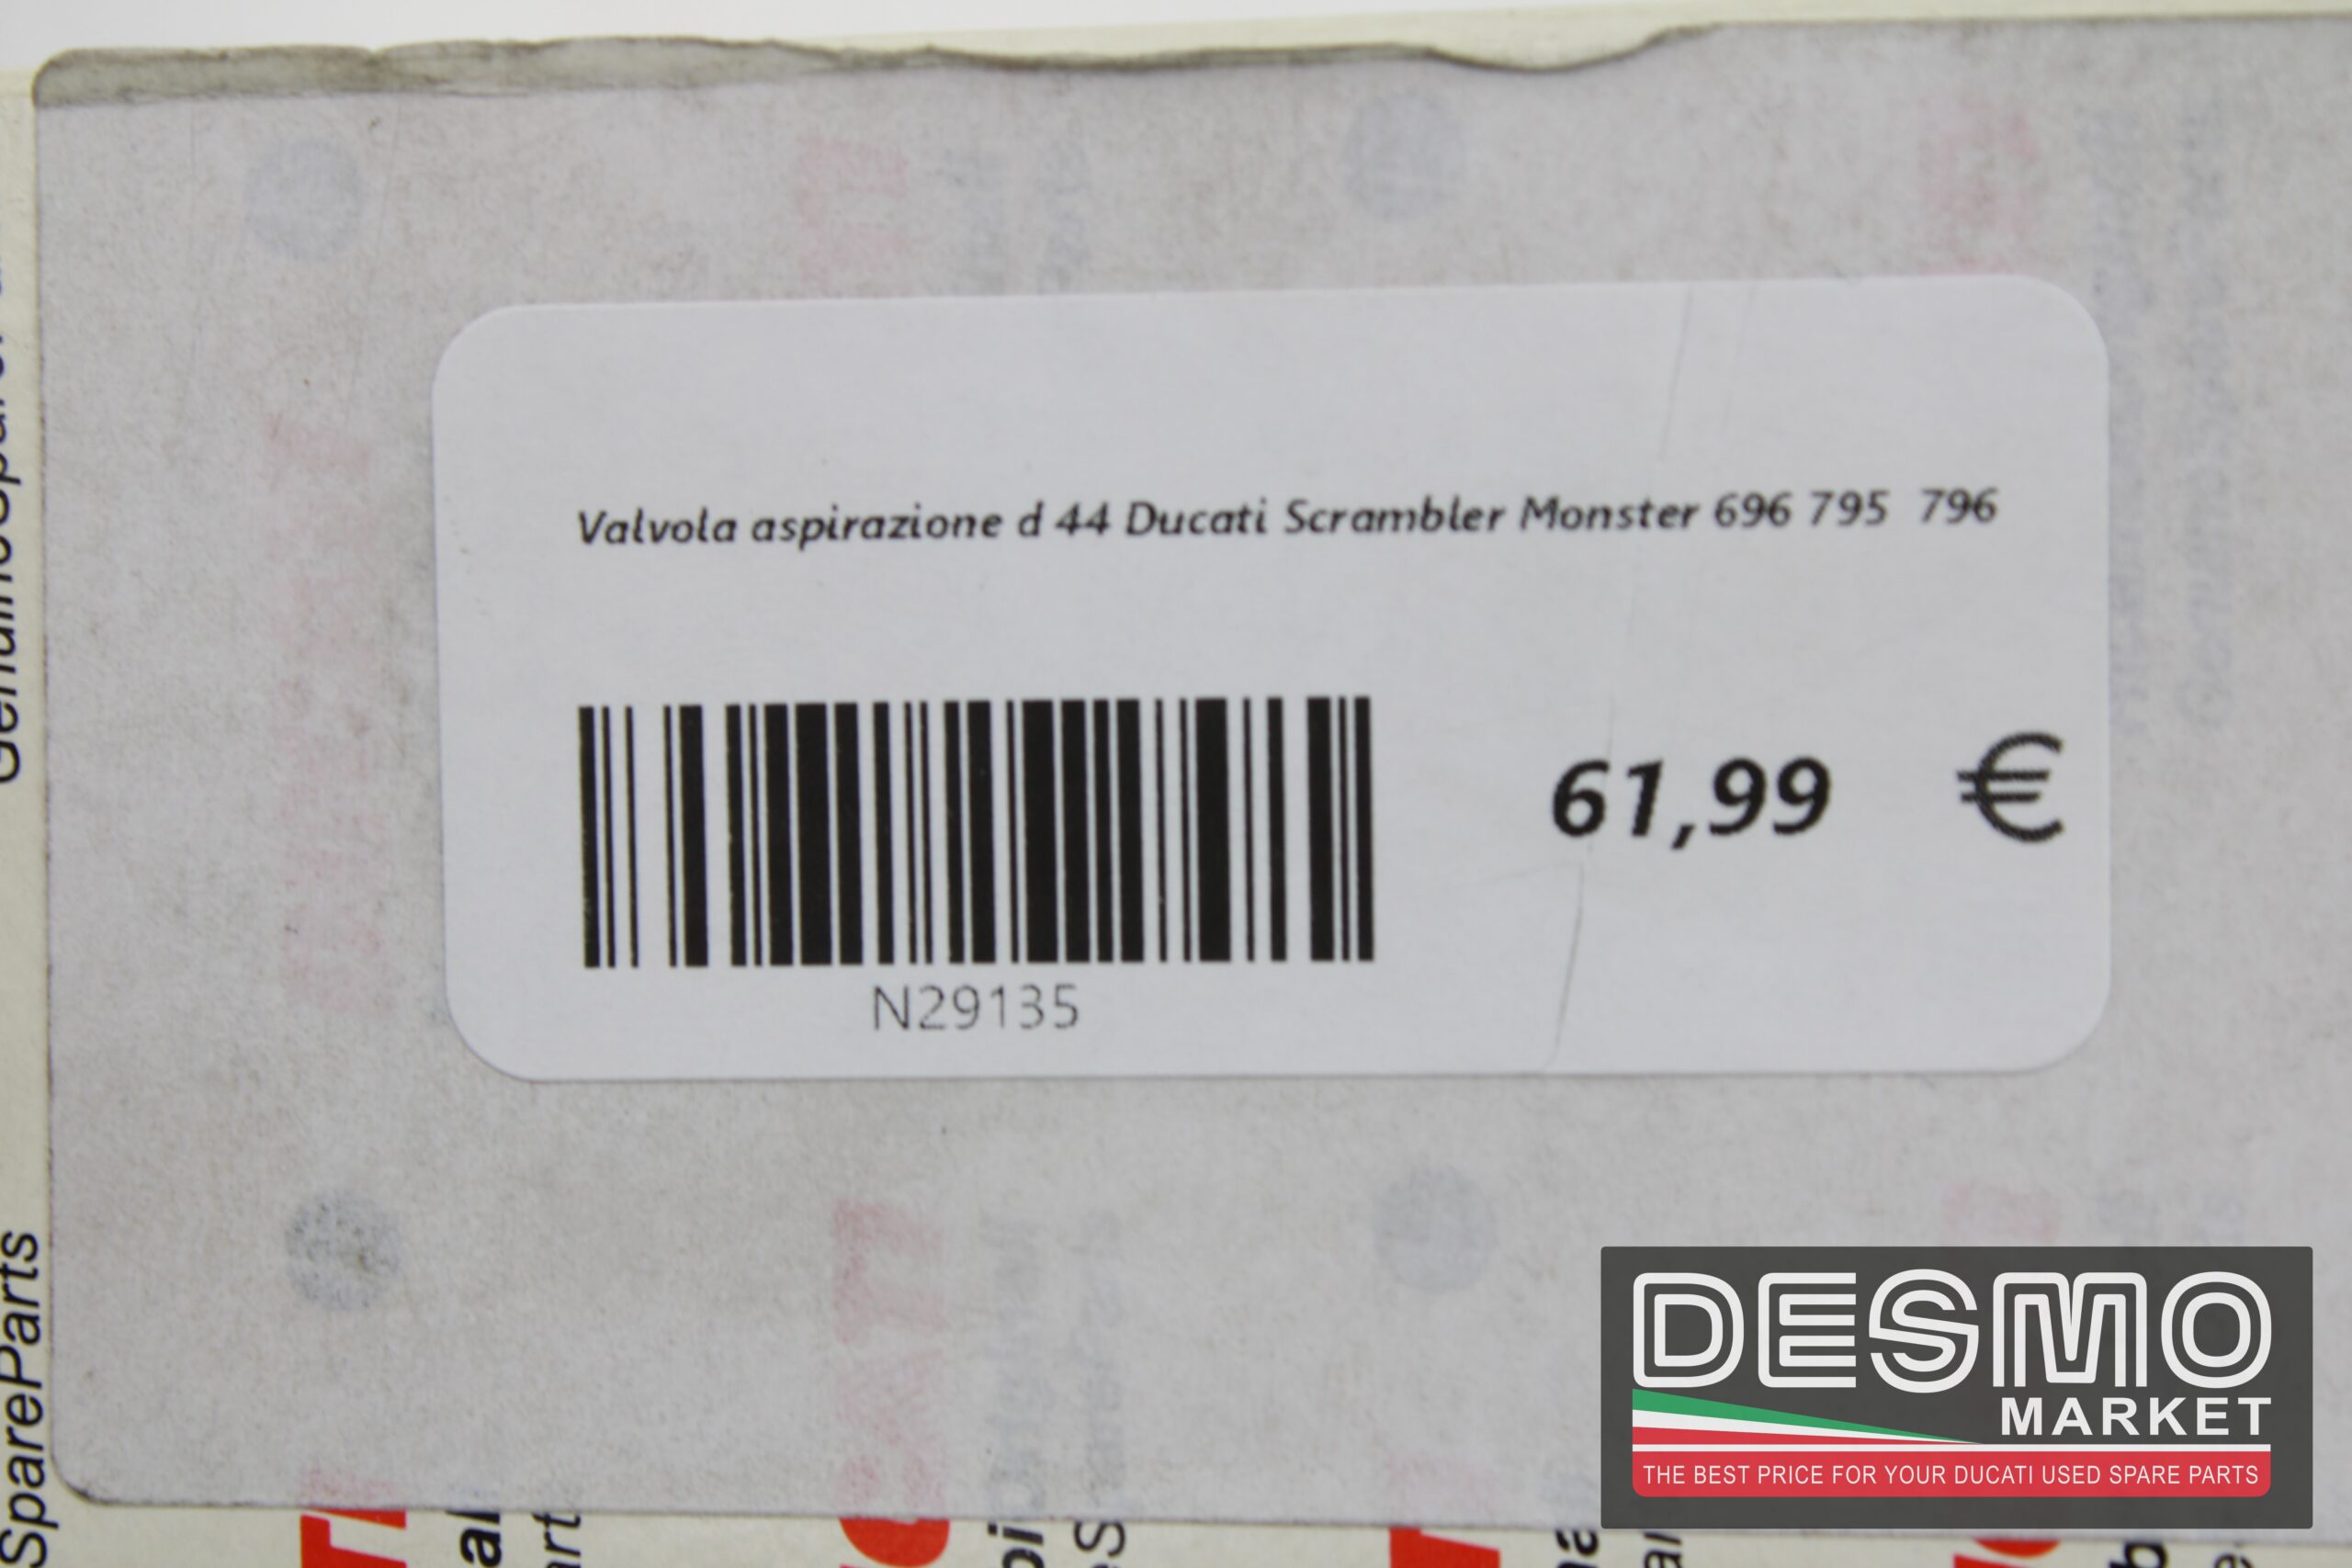 Valvola aspirazione d 44 Ducati Scrambler Monster 696 795 796
61,99 €
N29135
SpareParts
DESMO
MARKET
THE BEST PRICE FOR YOUR DUCATI USED SPARE PARTS